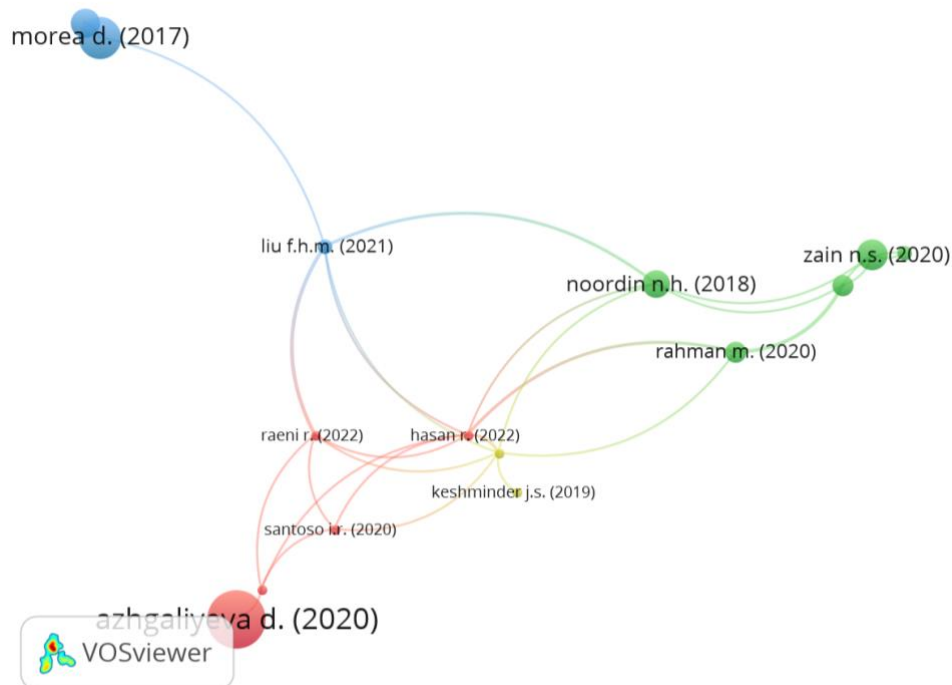 morea d. (2017)
liu f.h.m. (2021)
zain n.s. (2020)
noordin n.h. (2018)
rahman m. (2020)
raeni r. (2022)
hasan r. (2022)
keshminder j.s. (2019)
santoso i.r. (2020)
azhgaliyeva d. (2020)
VOSviewer